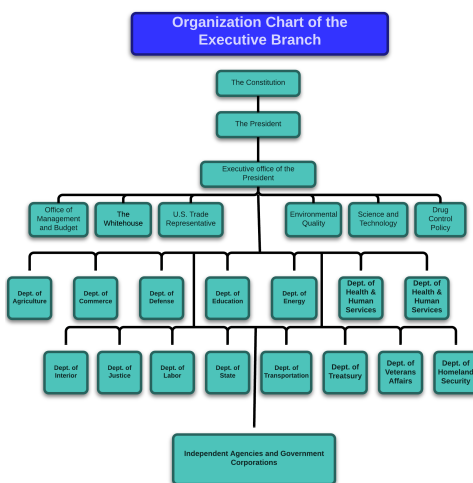 Organization Chart of the
Executive Branch
The Constitution
The President
Executive office of the
President
Office of
Management
and Budget
The
Whitehouse
U.S. Trade
Representative
Environmental
Quality
Science and
Technology
Drug
Control
Policy
Dept. of
Agriculture
Dept. of
Commerce
Dept. of
Defense
Dept. of
Education
Dept. of
Energy
Dept. of
Health &
Human
Services
Dept. of
Health &
Human
Services
Dept. of
Interior
Dept. of
Justice
Dept. of
Labor
Dept. of
State
Dept. of
Transportation
Dept. of
Treatsury
Dept. of
Veterans
Affairs
Dept. of
Homeland
Security
Independent Agencies and Government
Corporations